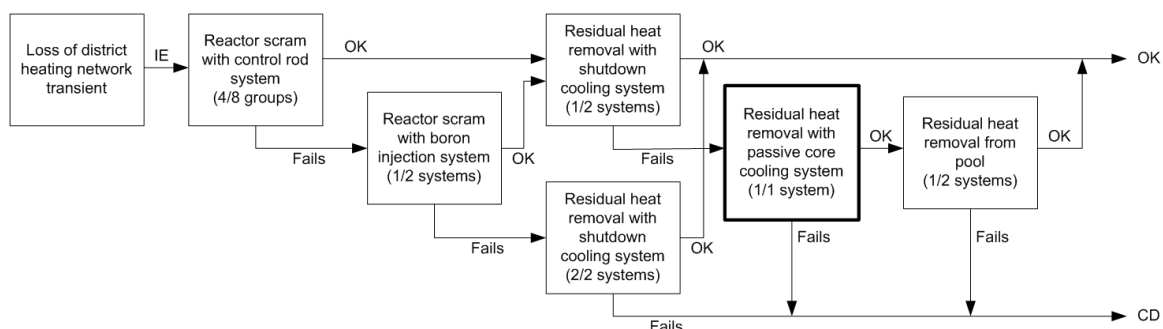 Loss of district
heating network
transient
IE
Reactor scram
with control rod
system
(4/8 groups)
OK
Fails
Reactor scram
with boron
injection system
(1/2 systems)
OK
Fails
Residual heat
removal with
shutdown
cooling system
(1/2 systems)
OK
Fails
Residual heat
removal with
shutdown
cooling system
(2/2 systems)
OK
Fails
Residual heat
removal with
passive core
cooling system
(1/1 system)
OK
Fails
Residual heat
removal from
pool
(1/2 systems)
OK
Fails
OK
CD